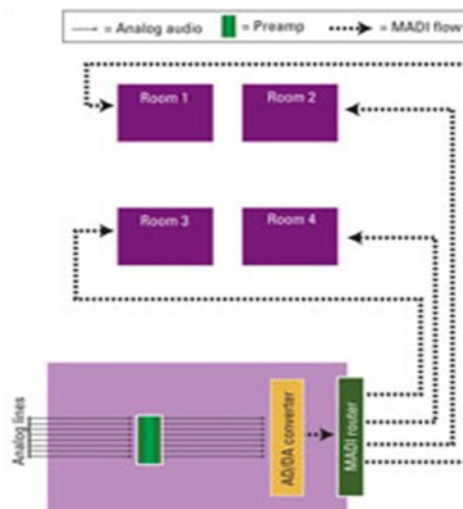 = Analog audio = Preamp = MADI flow
Room 1 Room 2
Room 3 Room 4
Analog lines
AD/DA converter
MADI router